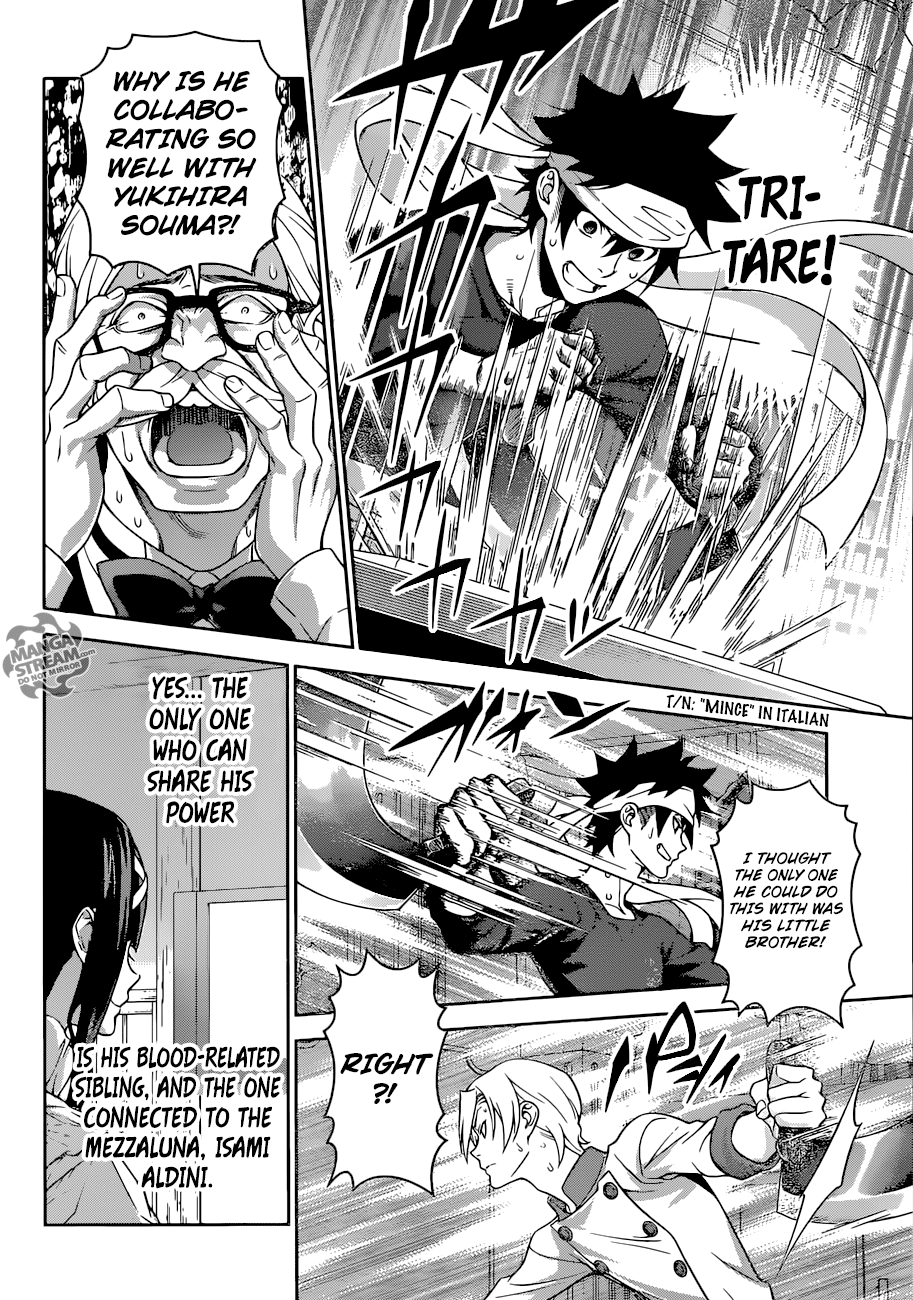 TRI-
TARE!
WHY IS HE
COLLABO-
RATING SO
WELL WITH
YUKIHIRA
SOUMA?!
T/N: "MINCE" IN ITALIAN
I THOUGHT
THE ONLY ONE
HE COULD DO
THIS WITH WAS
HIS LITTLE
BROTHER!
RIGHT
?!
YES... THE
ONLY ONE
WHO CAN
SHARE HIS
POWER
IS HIS BLOOD-RELATED
SIBLING, AND THE ONE
CONNECTED TO THE
MEZZALUNA, ISAMI
ALDINI.
MANGA
STREAM.com
DO NOT MIRROR